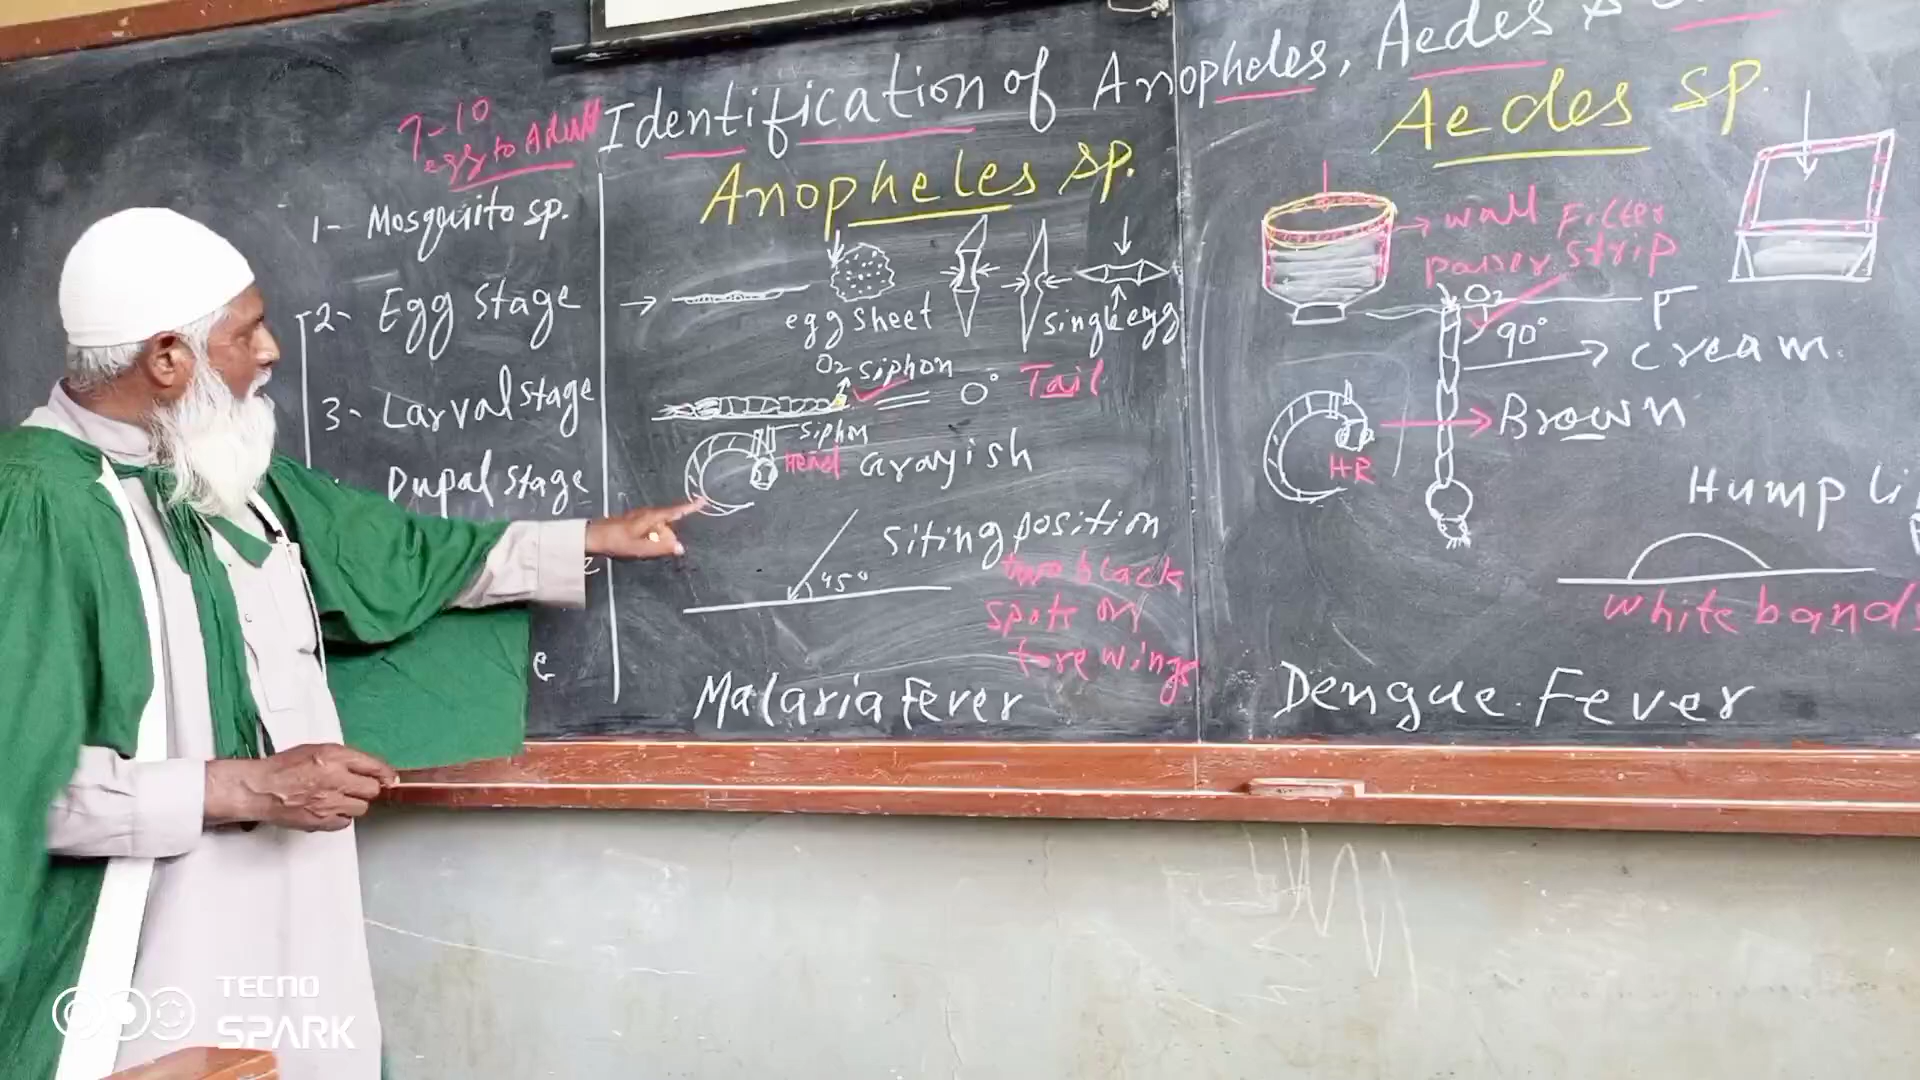 Identification of Anopheles, Aedes &
7-10
egg to Adult
1- Mosquito sp.
2- Egg Stage
3- Larval Stage
Pupal Stage
e
Anopheles sp.
egg Sheet
Single egg
O2 siphon
0° Tail
siphon
Head Grayish
Siting position
45°
two black
spots on
fore wings
Malaria Fever
Aedes sp.
wall Filter
paper strip
O2
90°
Cream.
Brown
HR
Hump Li
White bands
Dengue. Fever
TECNO
SPARK